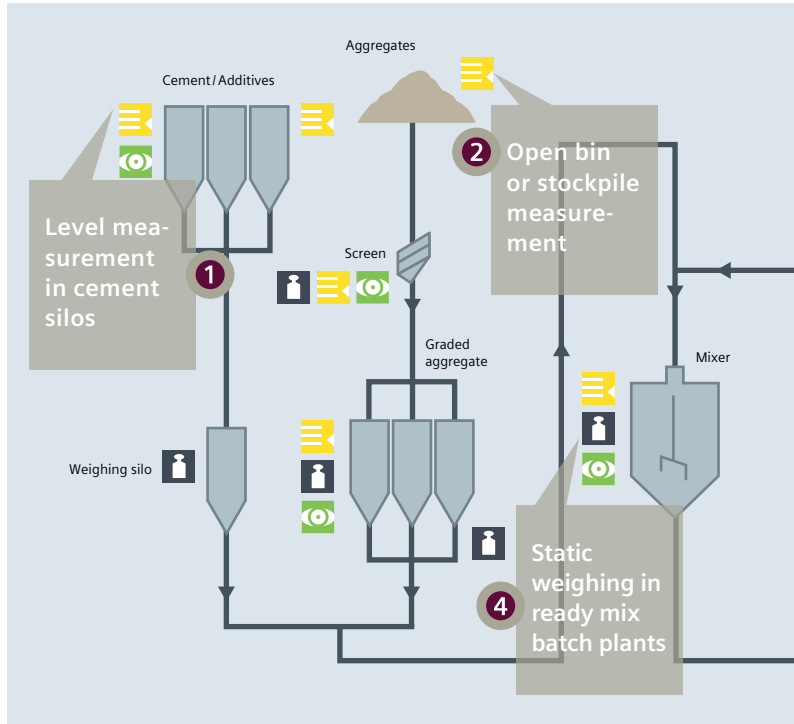 Aggregates
Cement/Additives
2
Open bin
or stockpile
measure-
ment
Level mea-
surement
in cement
silos
1
Screen
Graded
aggregate
Mixer
Weighing silo
4
Static
weighing in
ready mix
batch plants